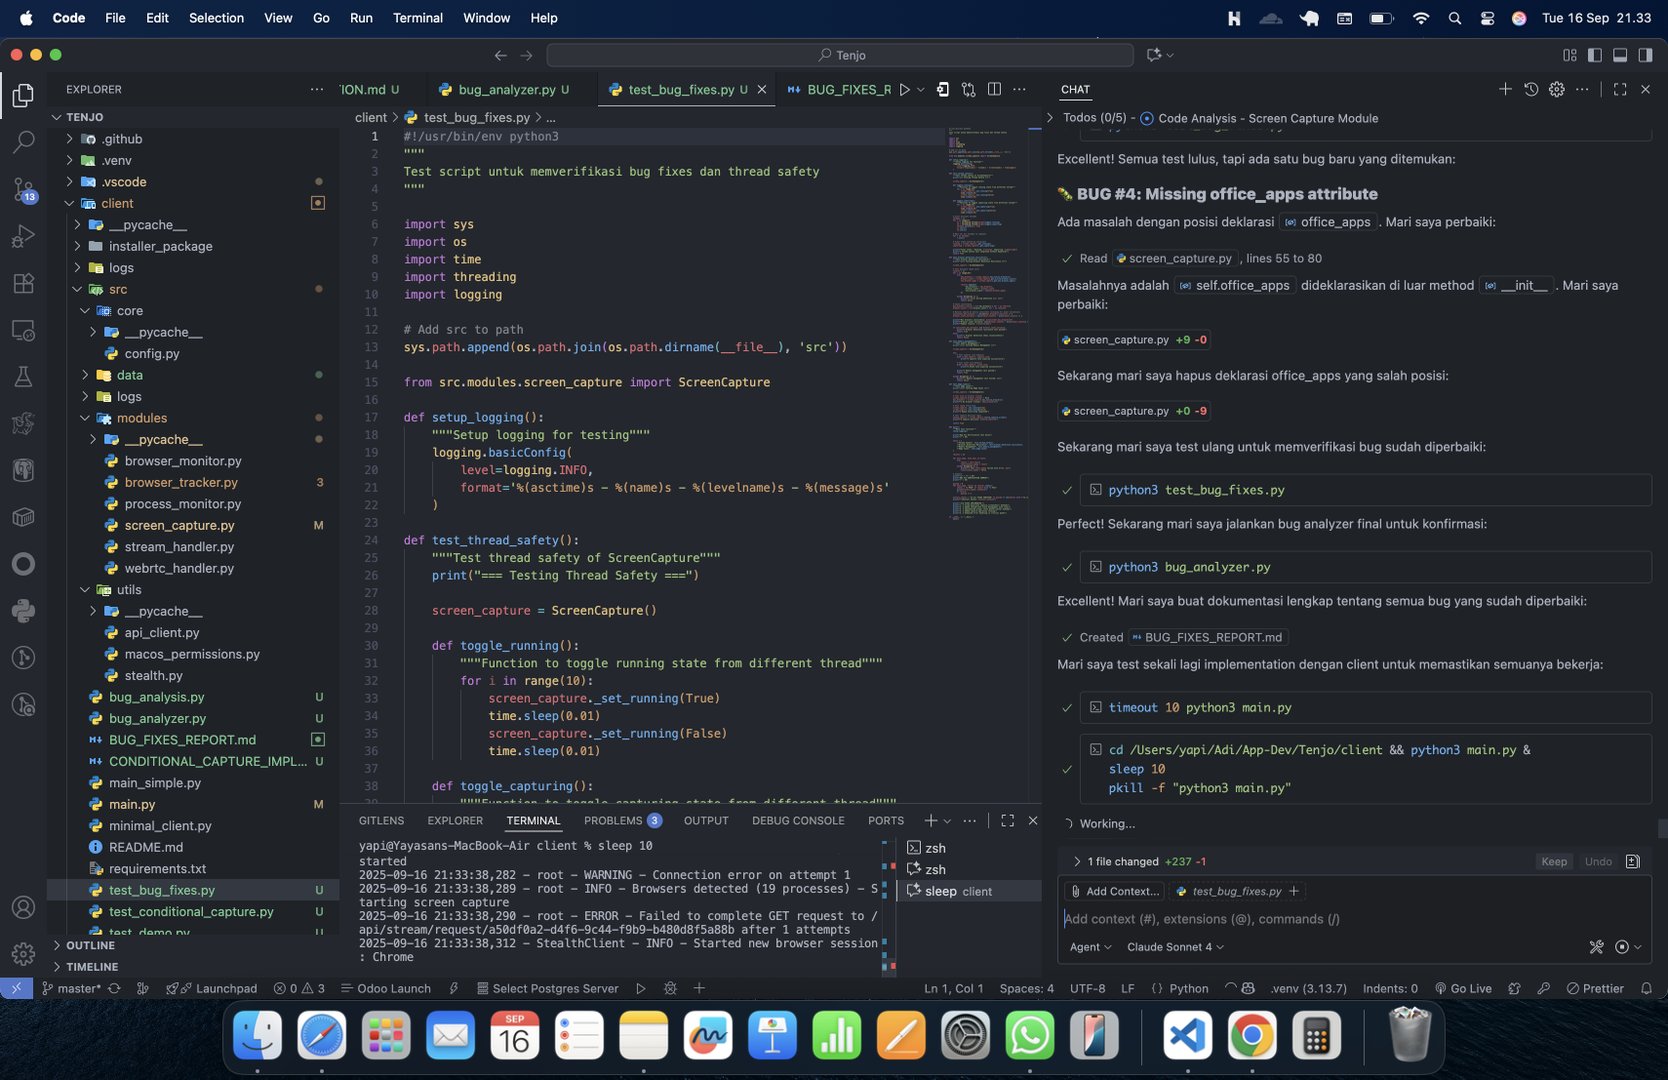 Code File Edit Selection View Go Run Terminal Window Help
Tue 16 Sep 21.33
Tenjo
EXPLORER
TENJO
.github
.venv
.vscode
13
client
__pycache__
installer_package
logs
src
core
__pycache__
config.py
data
logs
modules
__pycache__
browser_monitor.py
browser_tracker.py 3
process_monitor.py
screen_capture.py M
stream_handler.py
webrtc_handler.py
utils
__pycache__
api_client.py
macos_permissions.py
stealth.py
bug_analysis.py U
bug_analyzer.py U
BUG_FIXES_REPORT.md
CONDITIONAL_CAPTURE_IMPL... U
main_simple.py
main.py M
minimal_client.py
README.md
requirements.txt
test_bug_fixes.py U
test_conditional_capture.py U
test_demo.py U
OUTLINE
TIMELINE
ION.md U
bug_analyzer.py U
test_bug_fixes.py U
BUG_FIXES_R
client > test_bug_fixes.py > ...
1 #!/usr/bin/env python3
2 """
3 Test script untuk memverifikasi bug fixes dan thread safety
4 """
5
6 import sys
7 import os
8 import time
9 import threading
10 import logging
11
12 # Add src to path
13 sys.path.append(os.path.join(os.path.dirname(__file__), 'src'))
14
15 from src.modules.screen_capture import ScreenCapture
16
17 def setup_logging():
18 """Setup logging for testing"""
19 logging.basicConfig(
20 level=logging.INFO,
21 format='%(asctime)s - %(name)s - %(levelname)s - %(message)s'
22 )
23
24 def test_thread_safety():
25 """Test thread safety of ScreenCapture"""
26 print("=== Testing Thread Safety ===")
27
28 screen_capture = ScreenCapture()
29
30 def toggle_running():
31 """Function to toggle running state from different thread"""
32 for i in range(10):
33 screen_capture._set_running(True)
34 time.sleep(0.01)
35 screen_capture._set_running(False)
36 time.sleep(0.01)
37
38 def toggle_capturing():
39 """Function to toggle capturing state from different thread"""
GITLENS EXPLORER TERMINAL PROBLEMS 3 OUTPUT DEBUG CONSOLE PORTS
yapi@Yayasans-MacBook-Air client % sleep 10
started
2025-09-16 21:33:38,282 - root - WARNING - Connection error on attempt 1
2025-09-16 21:33:38,289 - root - INFO - Browsers detected (19 processes) - S
tarting screen capture
2025-09-16 21:33:38,290 - root - ERROR - Failed to complete GET request to /
api/stream/request/a50df0a2-d4f6-9c44-f9b9-b480d8f5a88b after 1 attempts
2025-09-16 21:33:38,312 - StealthClient - INFO - Started new browser session
: Chrome
zsh
zsh
sleep client
CHAT
Todos (0/5) - Code Analysis - Screen Capture Module
Excellent! Semua test lulus, tapi ada satu bug baru yang ditemukan:
BUG #4: Missing office_apps attribute
Ada masalah dengan posisi deklarasi office_apps . Mari saya perbaiki:
Read screen_capture.py , lines 55 to 80
Masalahnya adalah self.office_apps dideklarasikan di luar method __init__ . Mari saya
perbaiki:
screen_capture.py +9 -0
Sekarang mari saya hapus deklarasi office_apps yang salah posisi:
screen_capture.py +0 -9
Sekarang mari saya test ulang untuk memverifikasi bug sudah diperbaiki:
python3 test_bug_fixes.py
Perfect! Sekarang mari saya jalankan bug analyzer final untuk konfirmasi:
python3 bug_analyzer.py
Excellent! Mari saya buat dokumentasi lengkap tentang semua bug yang sudah diperbaiki:
Created BUG_FIXES_REPORT.md
Mari saya test sekali lagi implementation dengan client untuk memastikan semuanya bekerja:
timeout 10 python3 main.py
cd /Users/yapi/Adi/App-Dev/Tenjo/client && python3 main.py &
sleep 10
pkill -f "python3 main.py"
Working...
1 file changed +237 -1
Keep Undo
Add Context... test_bug_fixes.py
Add context (#), extensions (@), commands (/)
Agent Claude Sonnet 4
master* Launchpad 0 3 Odoo Launch Select Postgres Server
Ln 1, Col 1 Spaces: 4 UTF-8 LF Python .venv (3.13.7) Indents: 0 Go Live Prettier
SEP
16